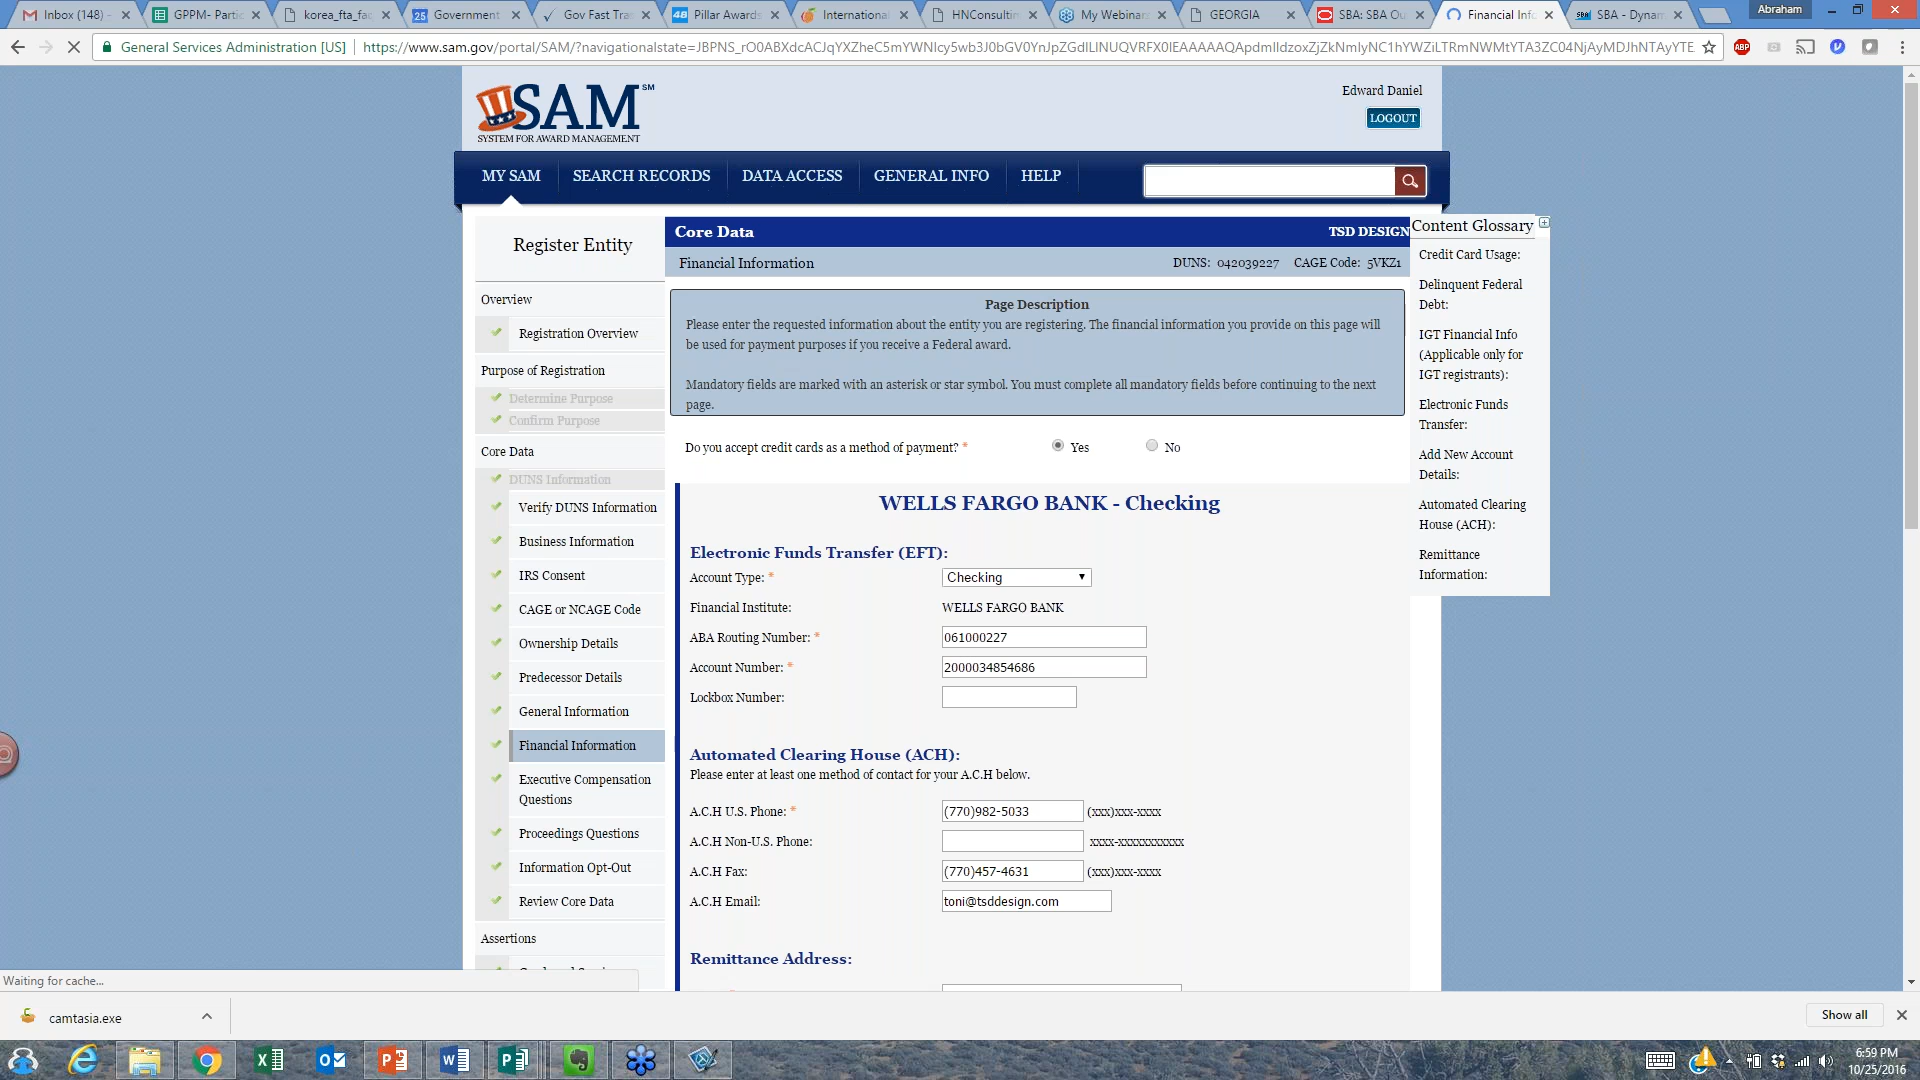 Inbox (148) -
GPPM- Parti
korea_fta_fac
Government
Gov Fast Tra
Pillar Award
International
HNConsultin
My Webinar
GEORGIA
SBA: SBA Ou
Financial Inf
SBA - Dynam
Abraham
General Services Administration [US]
SAM SM
SYSTEM FOR AWARD MANAGEMENT
Edward Daniel
LOGOUT
MY SAM SEARCH RECORDS DATA ACCESS GENERAL INFO HELP
Register Entity
Overview
Registration Overview
Purpose of Registration
Determine Purpose
Confirm Purpose
Core Data
DUNS Information
Verify DUNS Information
Business Information
IRS Consent
CAGE or NCAGE Code
Ownership Details
Predecessor Details
General Information
Financial Information
Executive Compensation
Questions
Proceedings Questions
Information Opt-Out
Review Core Data
Assertions
Core Data TSD DESIGN
Financial Information DUNS: 042039227 CAGE Code: 5VKZ1
Page Description
Please enter the requested information about the entity you are registering. The financial information you provide on this page will
be used for payment purposes if you receive a Federal award.
Mandatory fields are marked with an asterisk or star symbol. You must complete all mandatory fields before continuing to the next
page.
Do you accept credit cards as a method of payment? * Yes No
WELLS FARGO BANK - Checking
Electronic Funds Transfer (EFT):
Account Type: * Checking
Financial Institute: WELLS FARGO BANK
ABA Routing Number: * 061000227
Account Number: * 2000034854686
Lockbox Number:
Automated Clearing House (ACH):
Please enter at least one method of contact for your A.C.H below.
A.C.H U.S. Phone: * (770)982-5033 (xxx)xxx-xxxx
A.C.H Non-U.S. Phone: xxxx-xxxxxxxxxx
A.C.H Fax: (770)457-4631 (xxx)xxx-xxxx
A.C.H Email: toni@tsddesign.com
Remittance Address:
Content Glossary
Credit Card Usage:
Delinquent Federal
Debt:
IGT Financial Info
(Applicable only for
IGT registrants):
Electronic Funds
Transfer:
Add New Account
Details:
Automated Clearing
House (ACH):
Remittance
Information:
Waiting for cache...
camtasia.exe
Show all
6:59 PM
10/25/2016